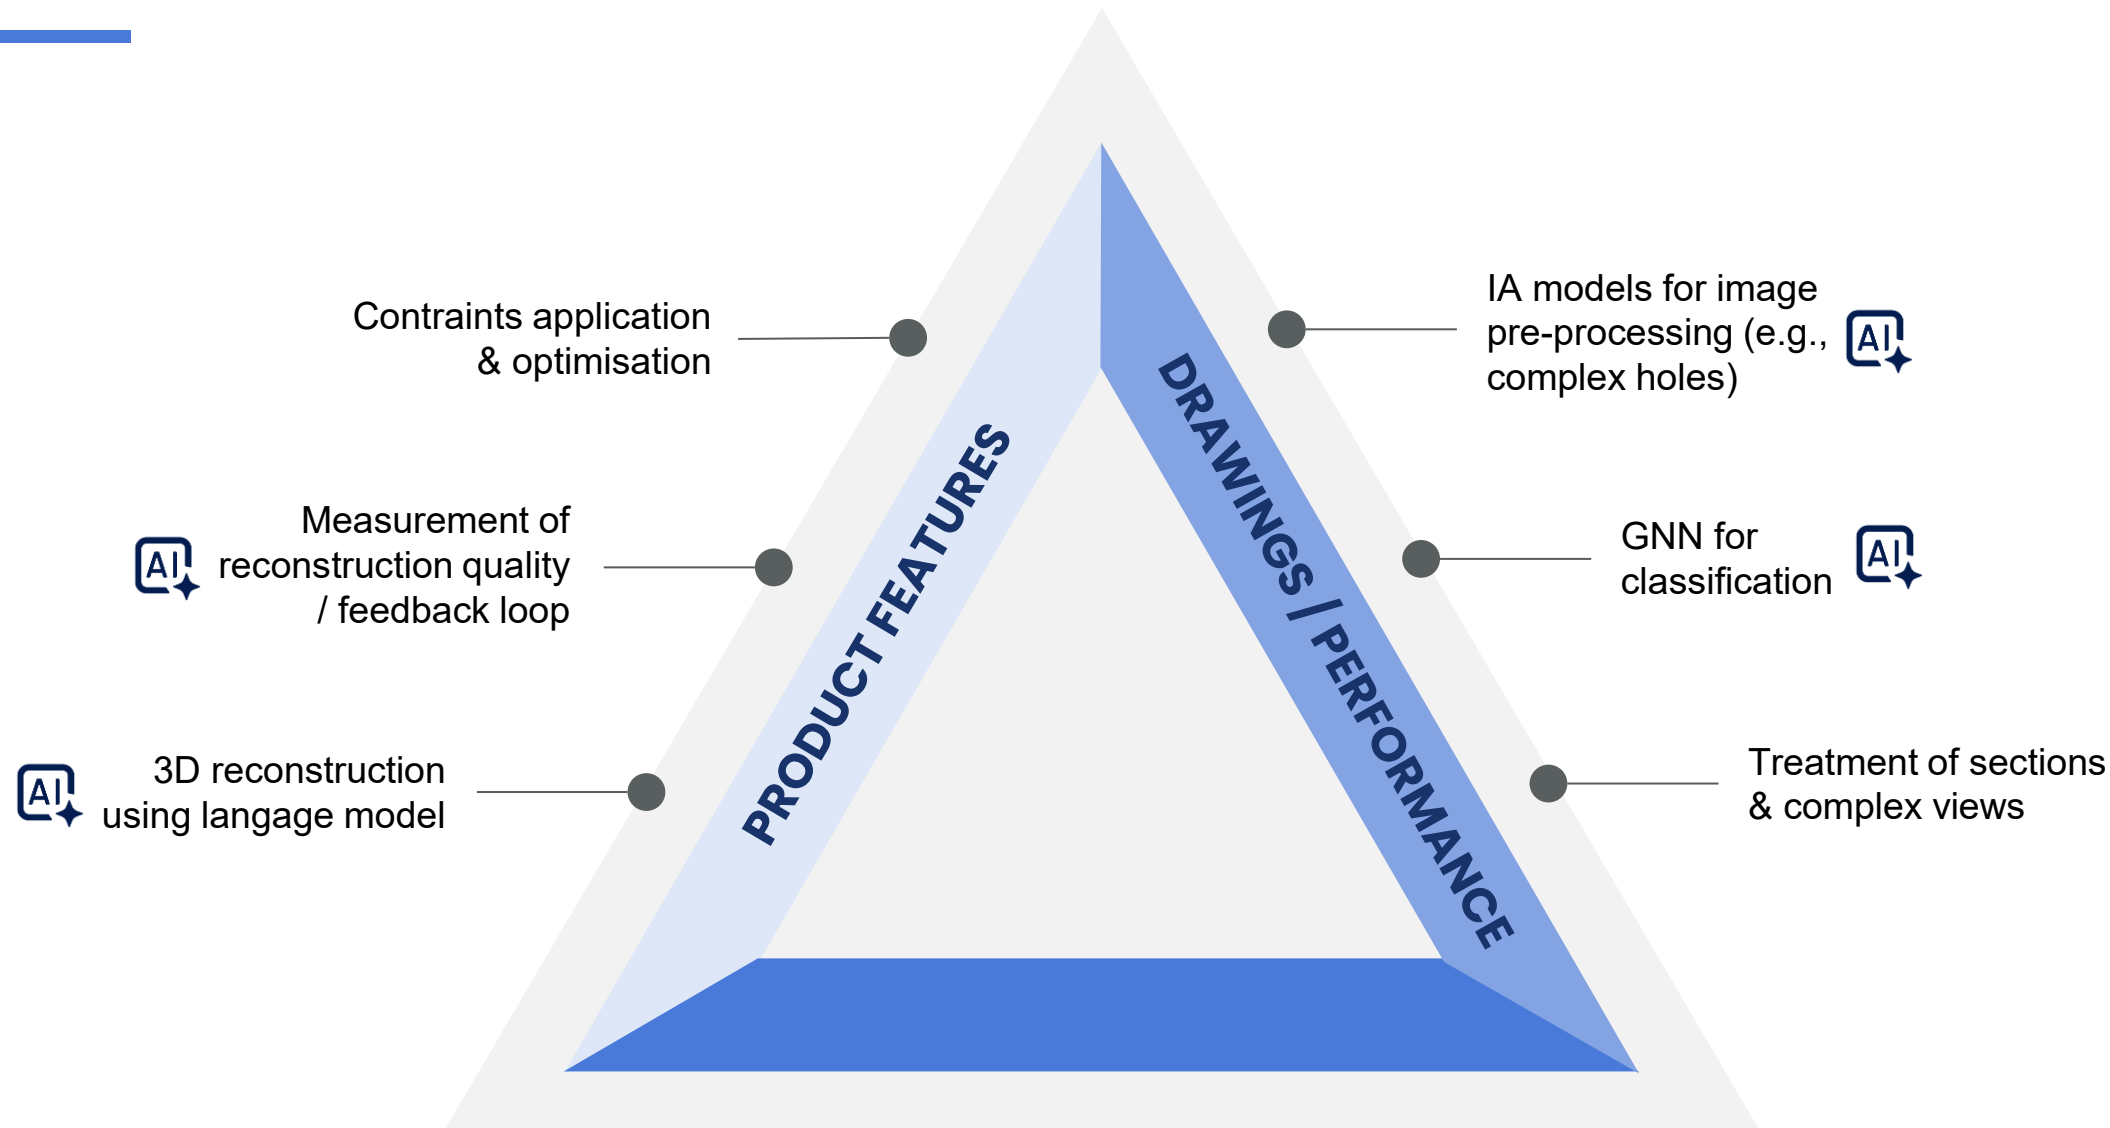 Contraints application
& optimisation
AI
Measurement of
reconstruction quality
/ feedback loop
AI
3D reconstruction
using langage model
PRODUCT FEATURES
DRAWINGS / PERFORMANCE
IA models for image
pre-processing (e.g.,
complex holes)
AI
GNN for
classification
AI
Treatment of sections
& complex views